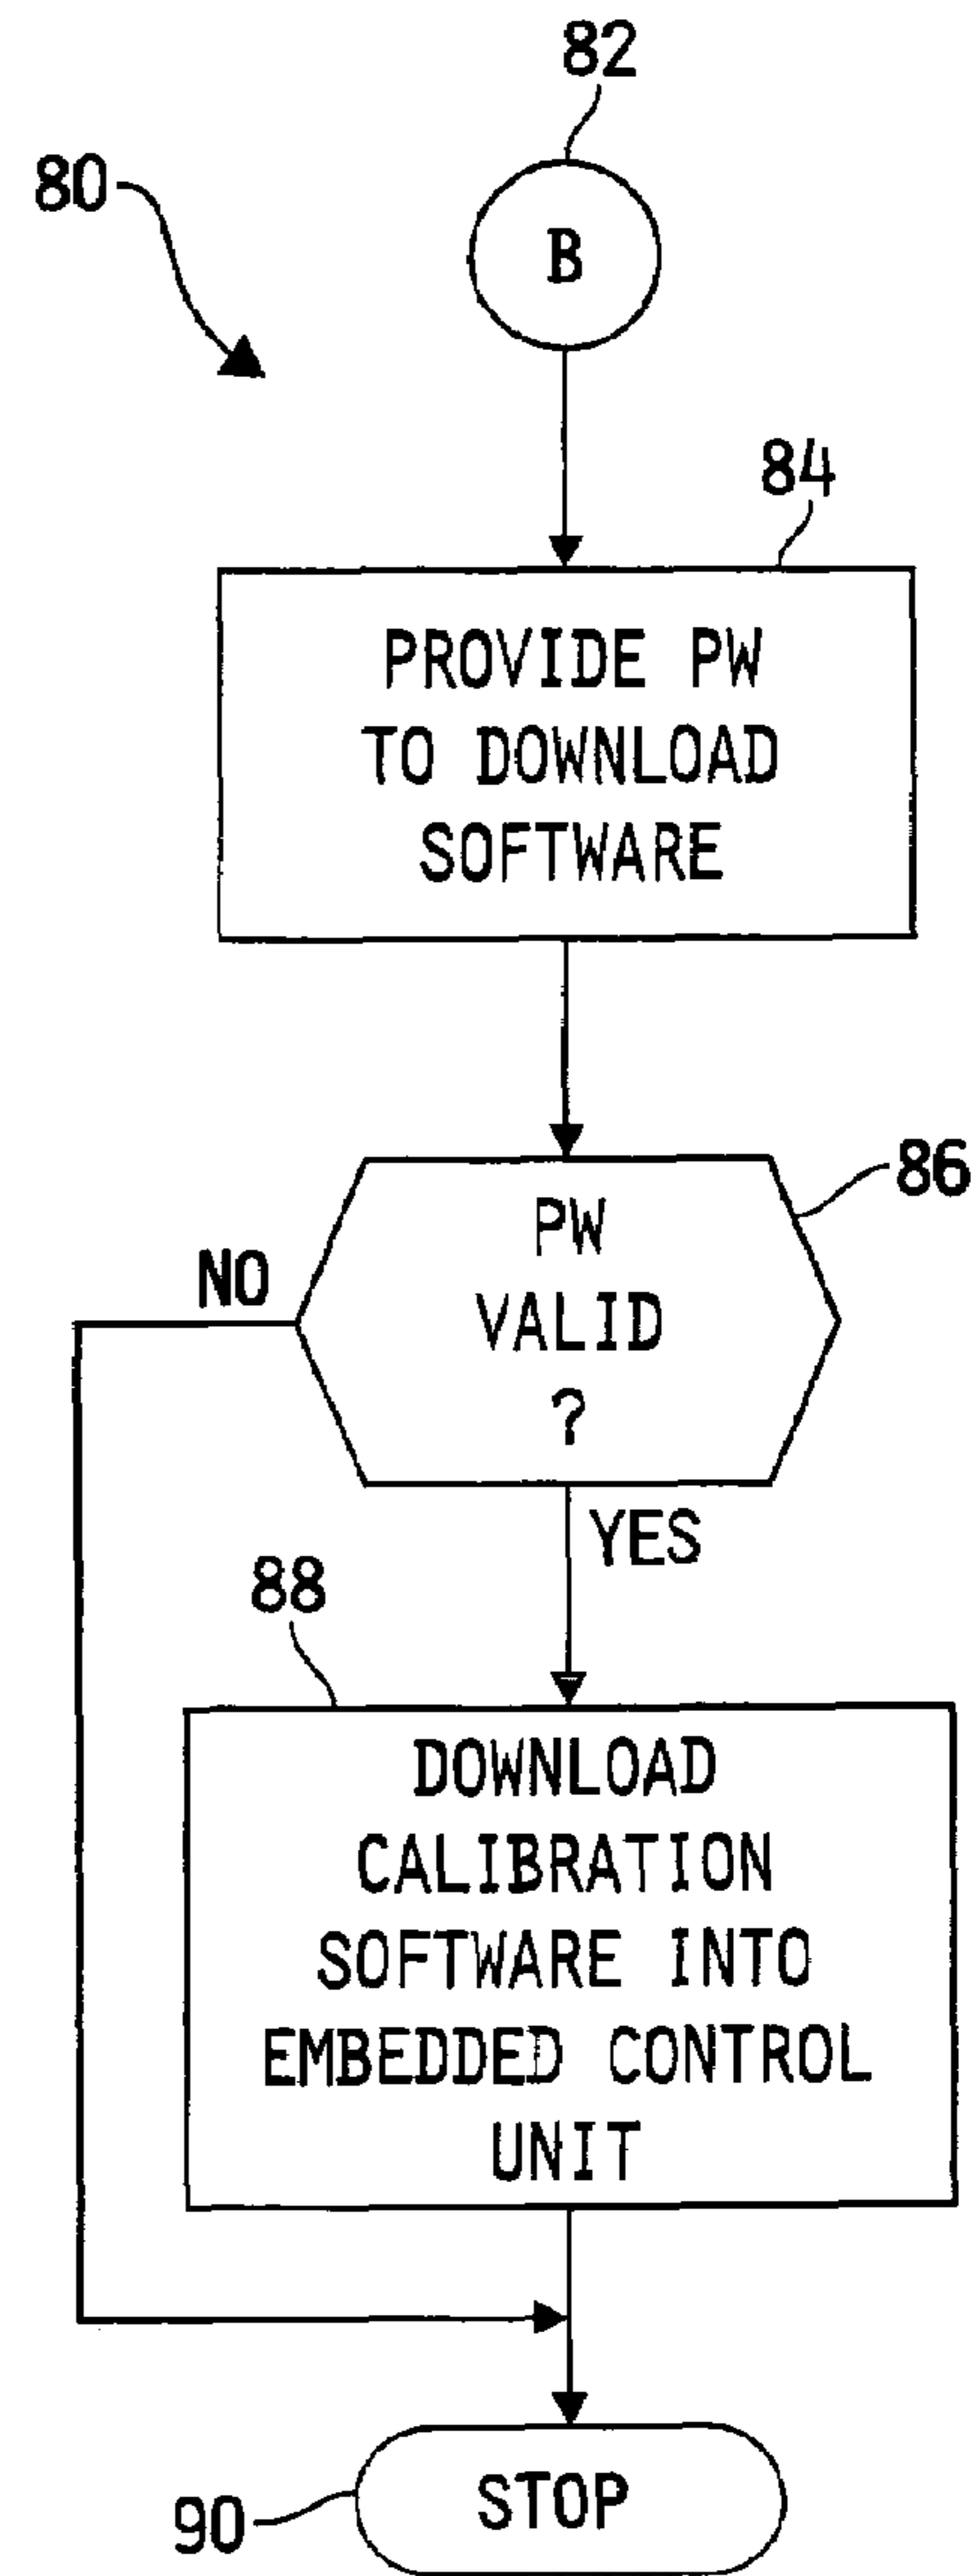 82
80
B
84
PROVIDE PW
TO DOWNLOAD
SOFTWARE
86
PW
VALID
?
NO
YES
88
DOWNLOAD
CALIBRATION
SOFTWARE INTO
EMBEDDED CONTROL
UNIT
90
STOP